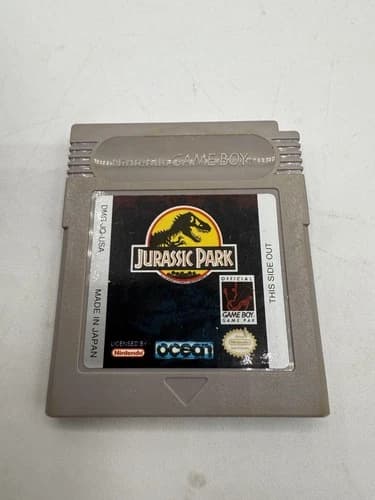 Nintendo GAME BOY
DMG-JQ-USA
MADE IN JAPAN
JURASSIC PARK
THIS SIDE OUT
OFFICIAL
GAME BOY
GAME PAK
LICENSED BY
Nintendo
ocean
Nintendo